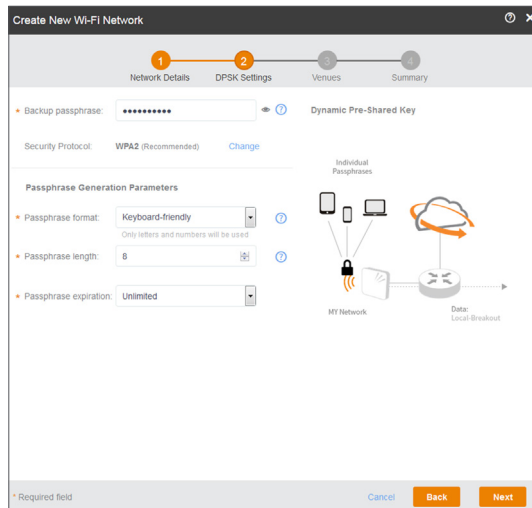 Create New Wi-Fi Network
1 2 3 4
Network Details DPSK Settings Venues Summary
* Backup passphrase: ••••••••••
Dynamic Pre-Shared Key
Security Protocol: WPA2 (Recommended) Change
Individual
Passphrases
Passphrase Generation Parameters
* Passphrase format: Keyboard-friendly
Only letters and numbers will be used
* Passphrase length: 8
* Passphrase expiration: Unlimited
MY Network
Data:
Local-Breakout
* Required field
Cancel Back Next